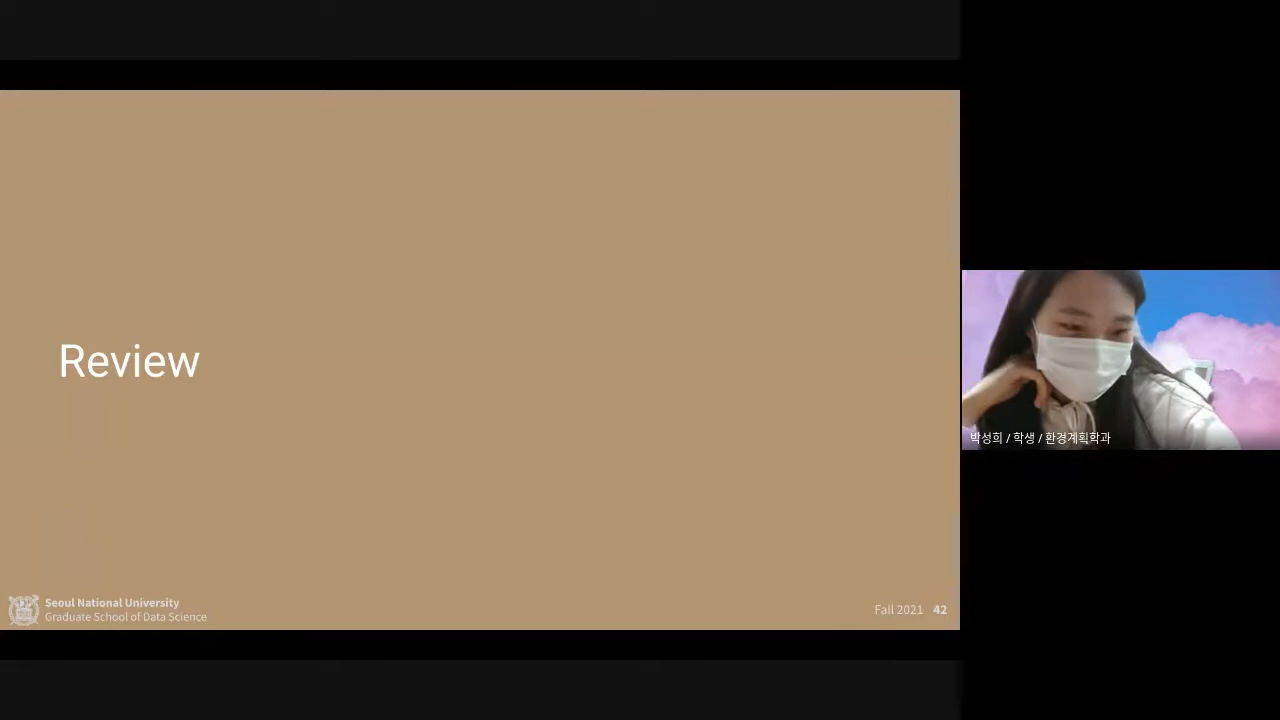 Review
Seoul National University
Graduate School of Data Science
Fall 2021 42
박성희 / 학생 / 환경계획학과